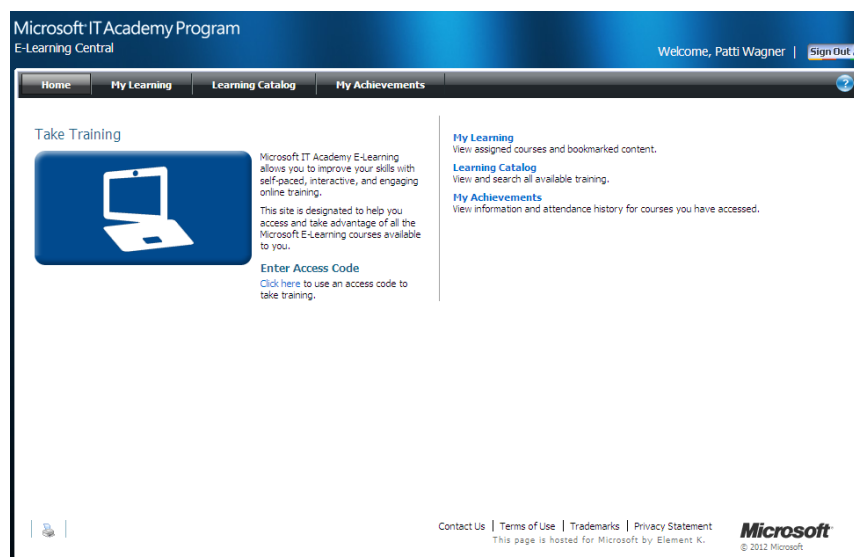 Microsoft® IT Academy Program
E-Learning Central
Welcome, Patti Wagner |
Sign Out
Home
My Learning
Learning Catalog
My Achievements
?
Take Training
Microsoft IT Academy E-Learning
allows you to improve your skills with
self-paced, interactive, and engaging
online training.
This site is designated to help you
access and take advantage of all the
Microsoft E-Learning courses available
to you.
Enter Access Code
Click here to use an access code to
take training.
My Learning
View assigned courses and bookmarked content.
Learning Catalog
View and search all available training.
My Achievements
View information and attendance history for courses you have accessed.
Contact Us | Terms of Use | Trademarks | Privacy Statement
This page is hosted for Microsoft by Element K.
Microsoft®
© 2012 Microsoft